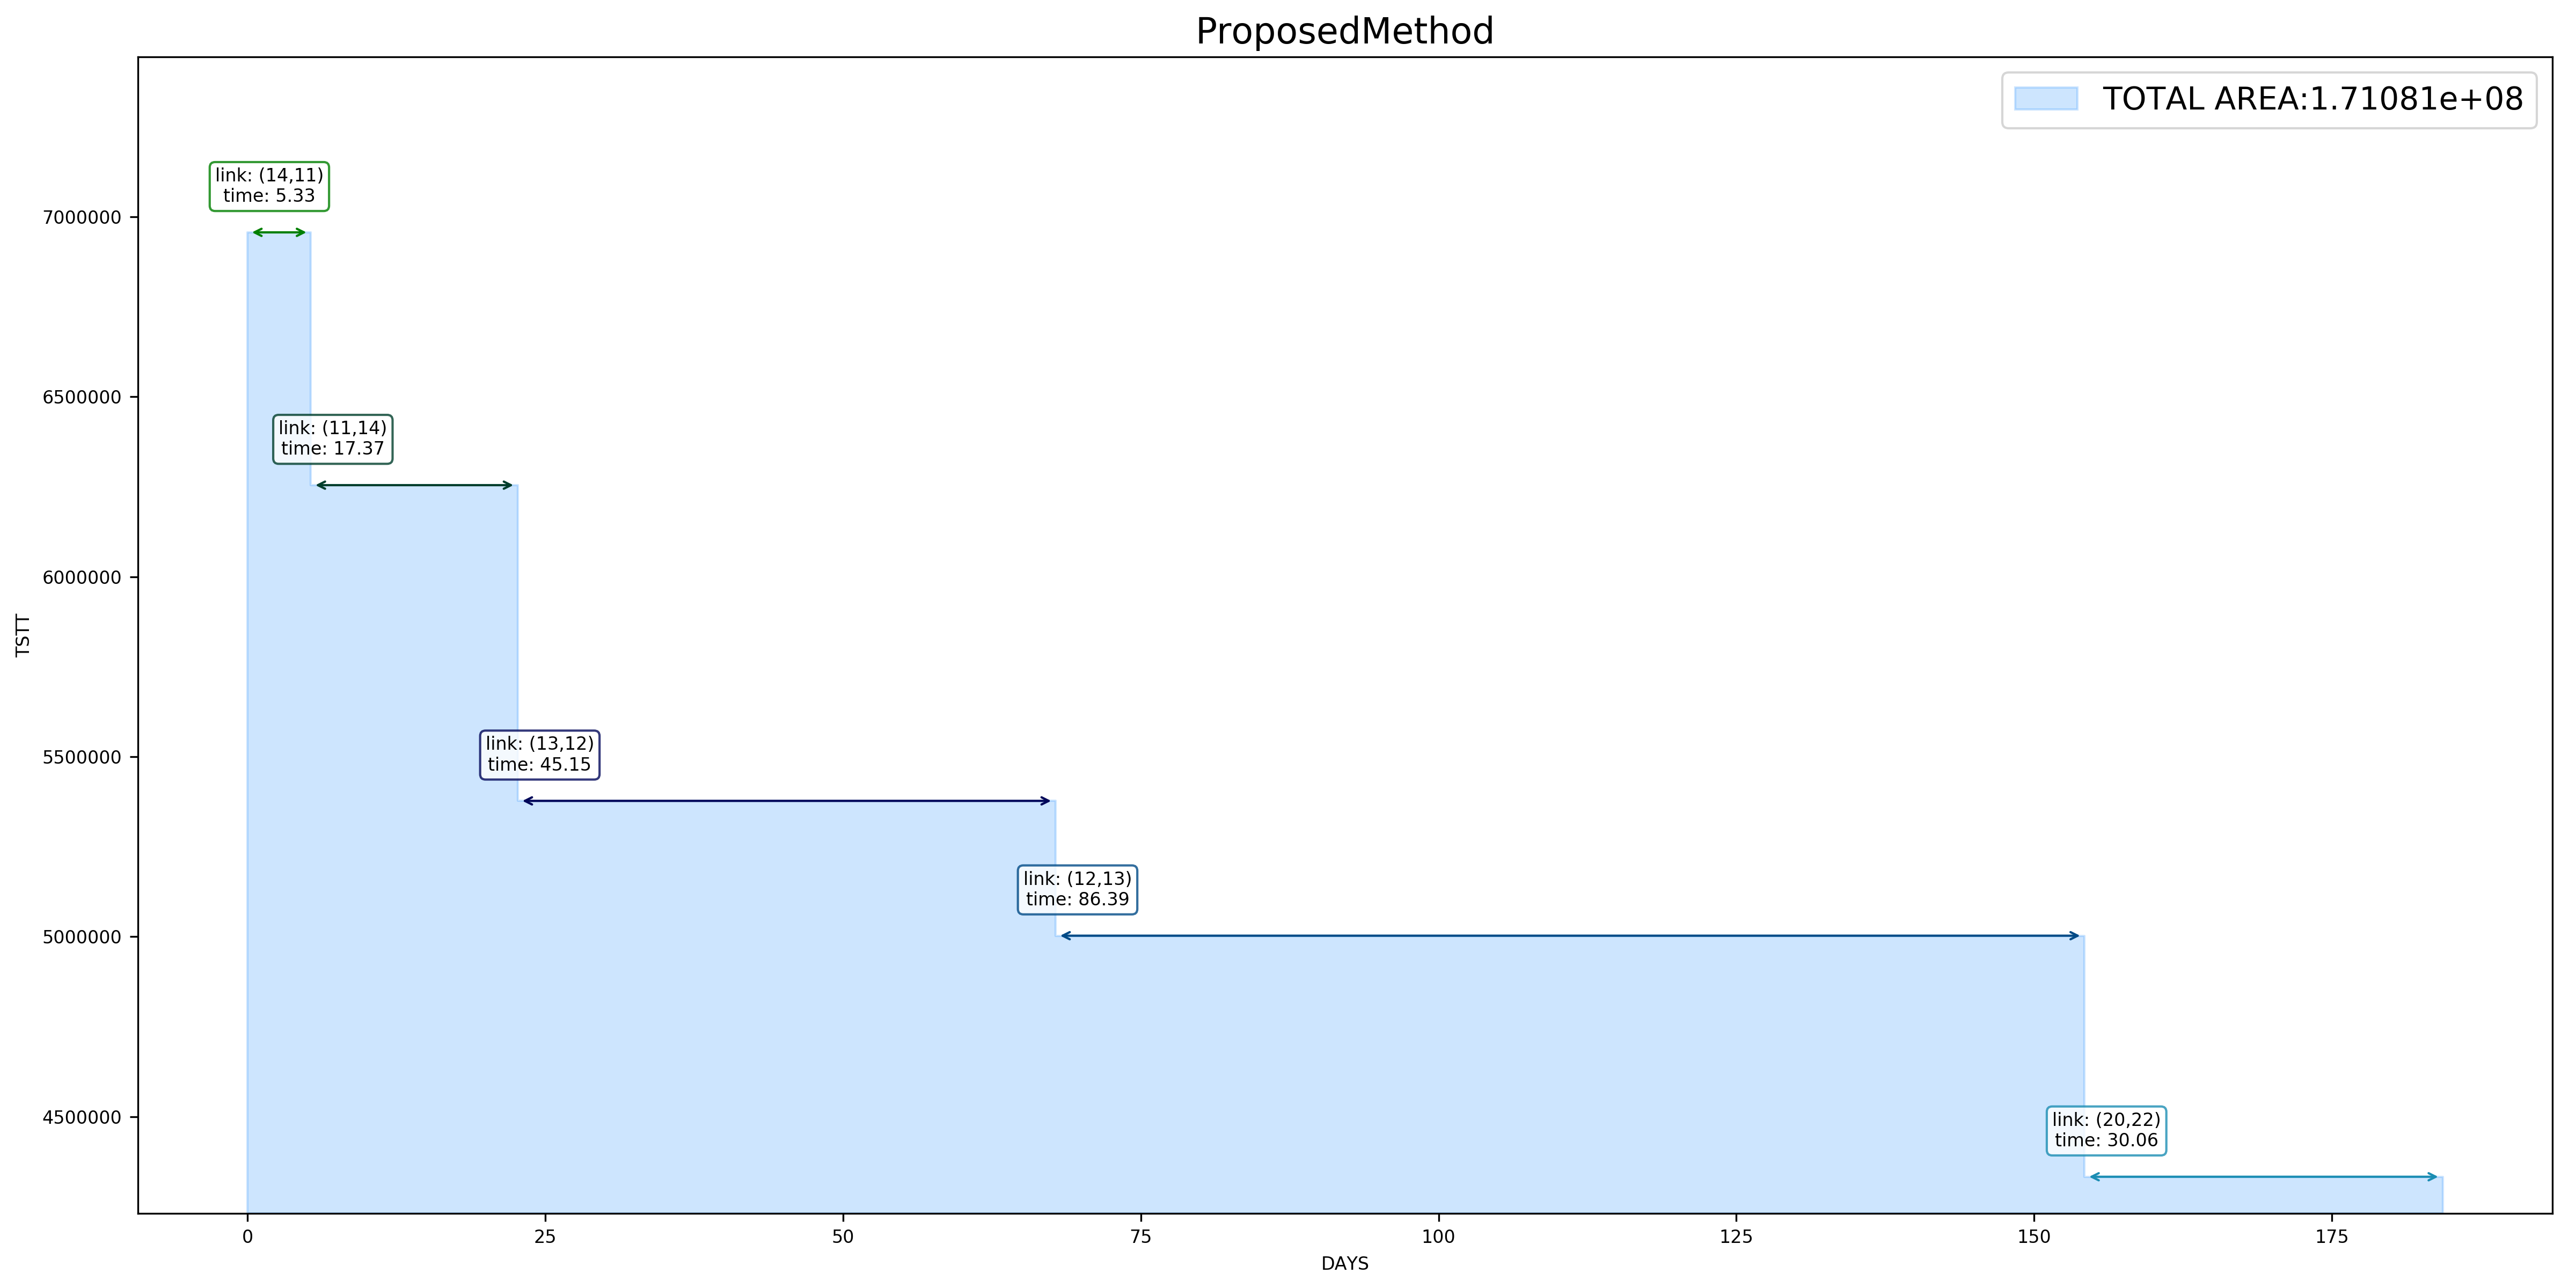 ProposedMethod
TOTAL AREA:1.71081e+08
link: (14,11)
time: 5.33
7000000
6500000
link: (11,14)
time: 17.37
6000000
TSTT
5500000
link: (13,12)
time: 45.15
link: (12,13)
time: 86.39
5000000
4500000
link: (20,22)
time: 30.06
0 25 50 75 100 125 150 175
DAYS